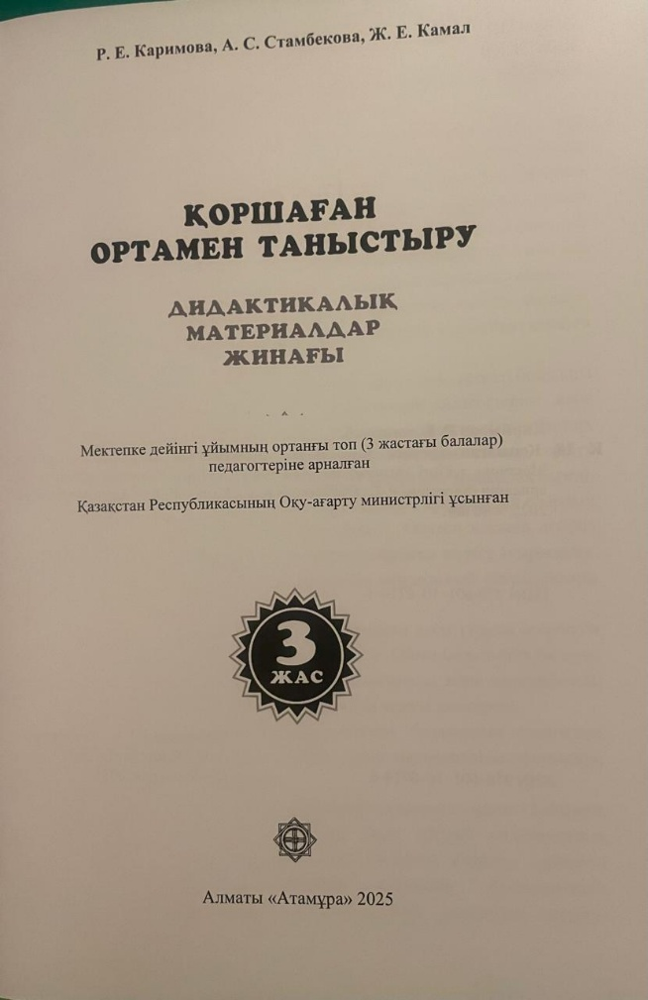 Р. Е. Каримова, А. С. Стамбекова, Ж. Е. Камал
ҚОРШАҒАН
ОРТАМЕН ТАНЫСТЫРУ
ДИДАКТИКАЛЫҚ
МАТЕРИАЛДАР
ЖИНАҒЫ
Мектепке дейінгі ұйымның ортанғы топ (3 жастағы балалар)
педагогтеріне арналған
Қазақстан Республикасының Оқу-ағарту министрлігі ұсынған
3
ЖАС
Алматы «Атамұра» 2025